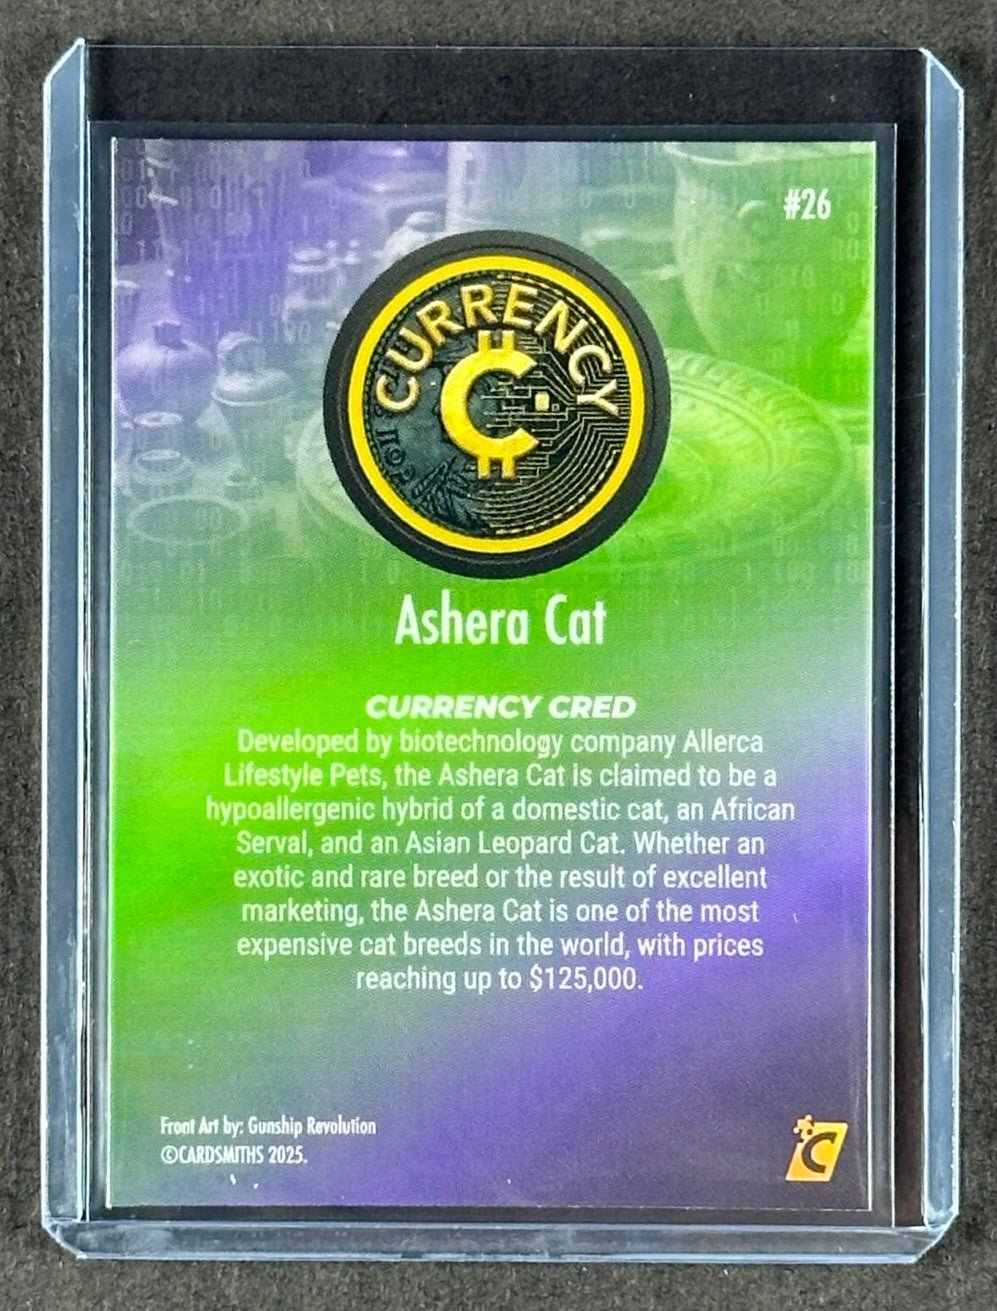 #26
CURRENCY
Ashera Cat
CURRENCY CRED
Developed by biotechnology company Allerca
Lifestyle Pets, the Ashera Cat is claimed to be a
hypoallergenic hybrid of a domestic cat, an African
Serval, and an Asian Leopard Cat. Whether an
exotic and rare breed or the result of excellent
marketing, the Ashera Cat is one of the most
expensive cat breeds in the world, with prices
reaching up to $125,000.
Front Art by: Gunship Revolution
©CARDSMITHS 2025.